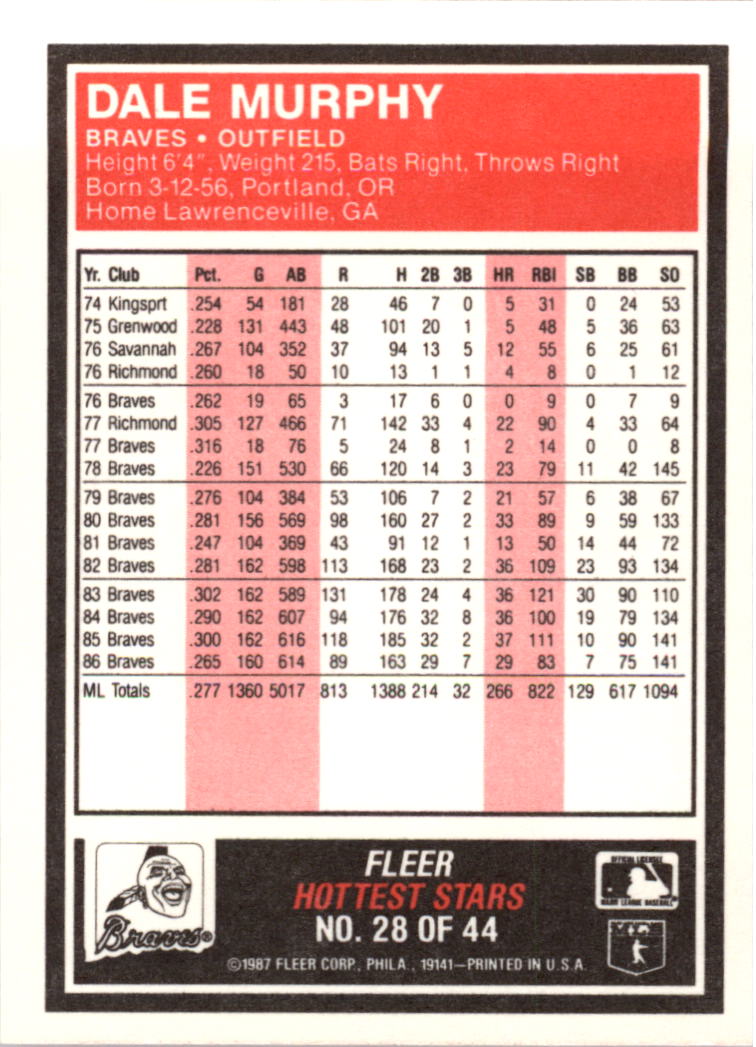 DALE MURPHY
BRAVES • OUTFIELD
Height 6'4", Weight 215, Bats Right, Throws Right
Born 3-12-56, Portland, OR
Home Lawrenceville, GA
Yr. Club Pct. G AB R H 2B 3B HR RBI SB BB SO
74 Kingsprt .254 54 181 28 46 7 0 5 31 0 24 53
75 Grenwood .228 131 443 48 101 20 1 5 48 5 36 63
76 Savannah .267 104 352 37 94 13 5 12 55 6 25 61
76 Richmond .260 18 50 10 13 1 1 4 8 0 1 12
76 Braves .262 19 65 3 17 6 0 0 9 0 7 9
77 Richmond .305 127 466 71 142 33 4 22 90 4 33 64
77 Braves .316 18 76 5 24 8 1 2 14 0 0 8
78 Braves .226 151 530 66 120 14 3 23 79 11 42 145
79 Braves .276 104 384 53 106 7 2 21 57 6 38 67
80 Braves .281 156 569 98 160 27 2 33 89 9 59 133
81 Braves .247 104 369 43 91 12 1 13 50 14 44 72
82 Braves .281 162 598 113 168 23 2 36 109 23 93 134
83 Braves .302 162 589 131 178 24 4 36 121 30 90 110
84 Braves .290 162 607 94 176 32 8 36 100 19 79 134
85 Braves .300 162 616 118 185 32 2 37 111 10 90 141
86 Braves .265 160 614 89 163 29 7 29 83 7 75 141
ML Totals .277 1360 5017 813 1388 214 32 266 822 129 617 1094
Braves®
FLEER
HOTTEST STARS
NO. 28 OF 44
©1987 FLEER CORP., PHILA., 19141—PRINTED IN U.S.A.
OFFICIAL LICENSEE
MAJOR LEAGUE BASEBALL